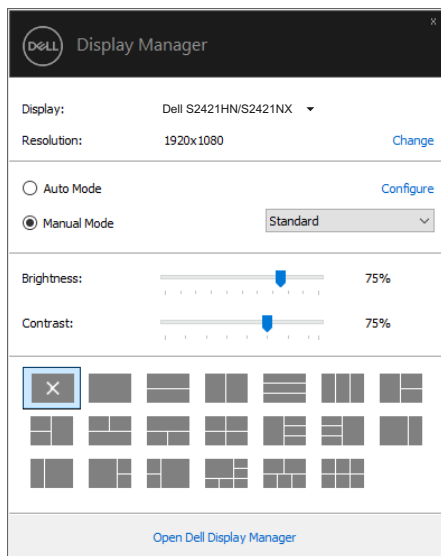 x
DELL Display Manager
Display: Dell S2421HN/S2421NX
Resolution: 1920x1080 Change
Auto Mode Configure
Manual Mode Standard
Brightness: 75%
Contrast: 75%
Open Dell Display Manager